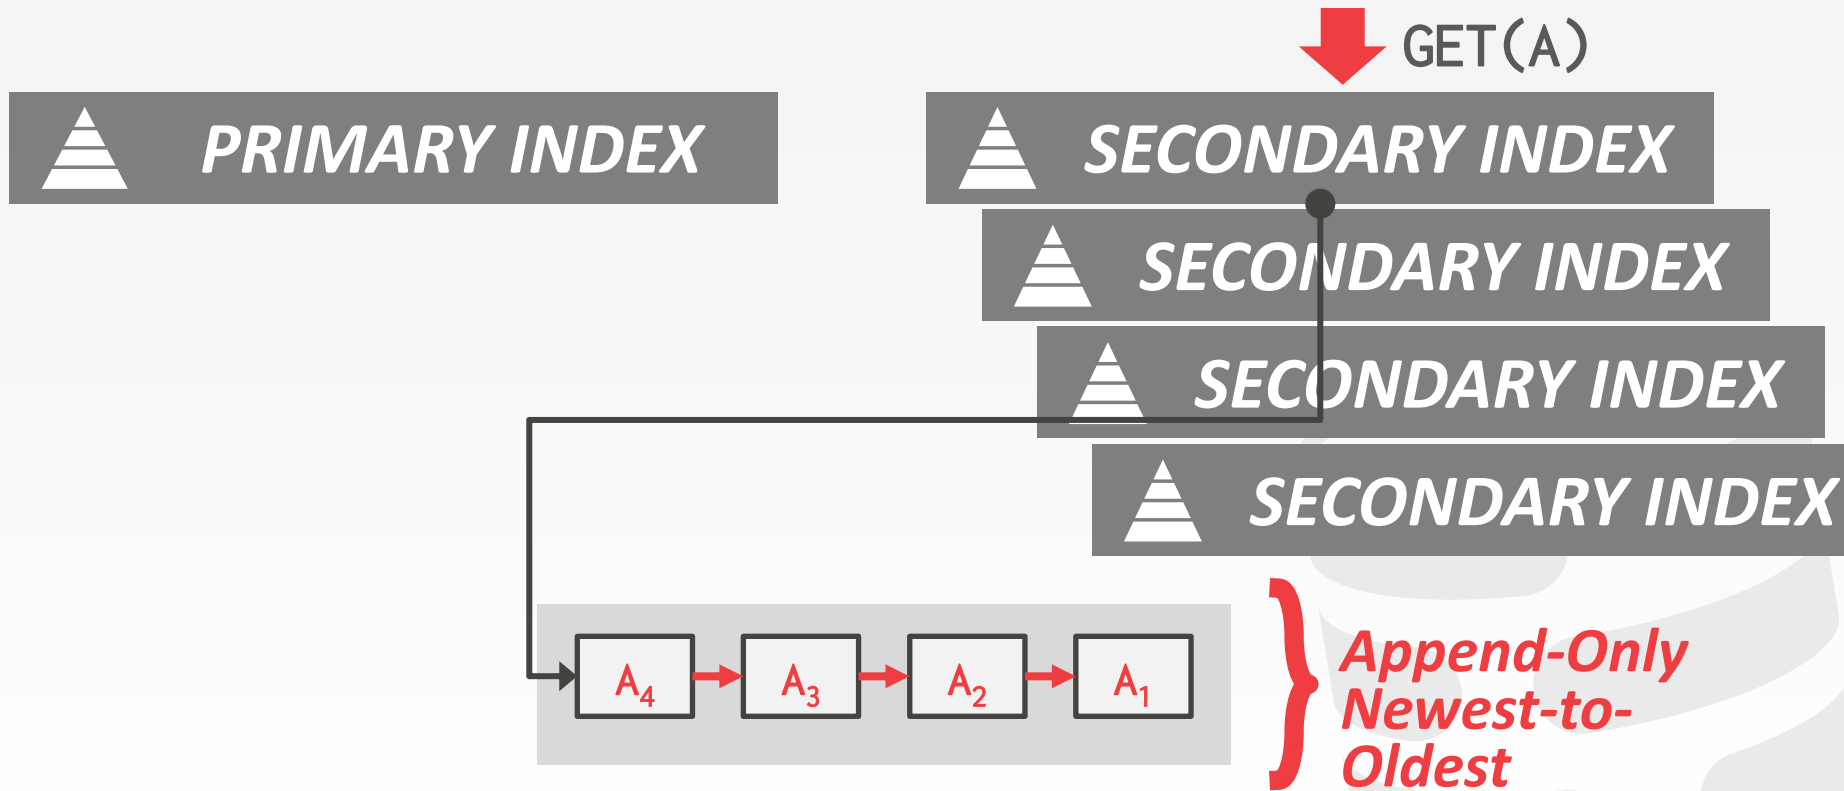 GET(A)
PRIMARY INDEX
SECONDARY INDEX
SECONDARY INDEX
SECONDARY INDEX
SECONDARY INDEX
A4
A3
A2
A1
Append-Only
Newest-to-
Oldest